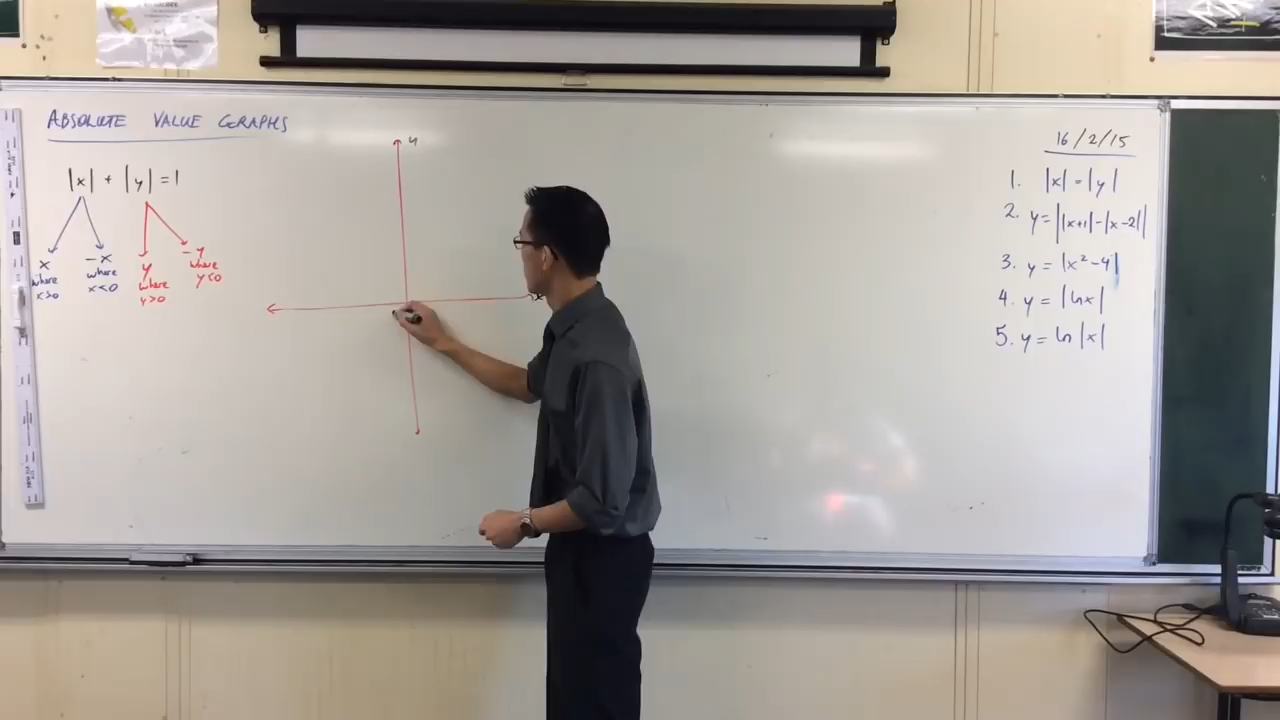 ABSOLUTE VALUE GRAPHS
|x| + |y| = 1
x where x>0
-x where x<0
y where y>0
-y where y<0
y
x
16/2/15
1. |x| = |y|
2. y = ||x+1| - |x-2||
3. y = |x² - 4|
4. y = |ln x|
5. y = ln |x|